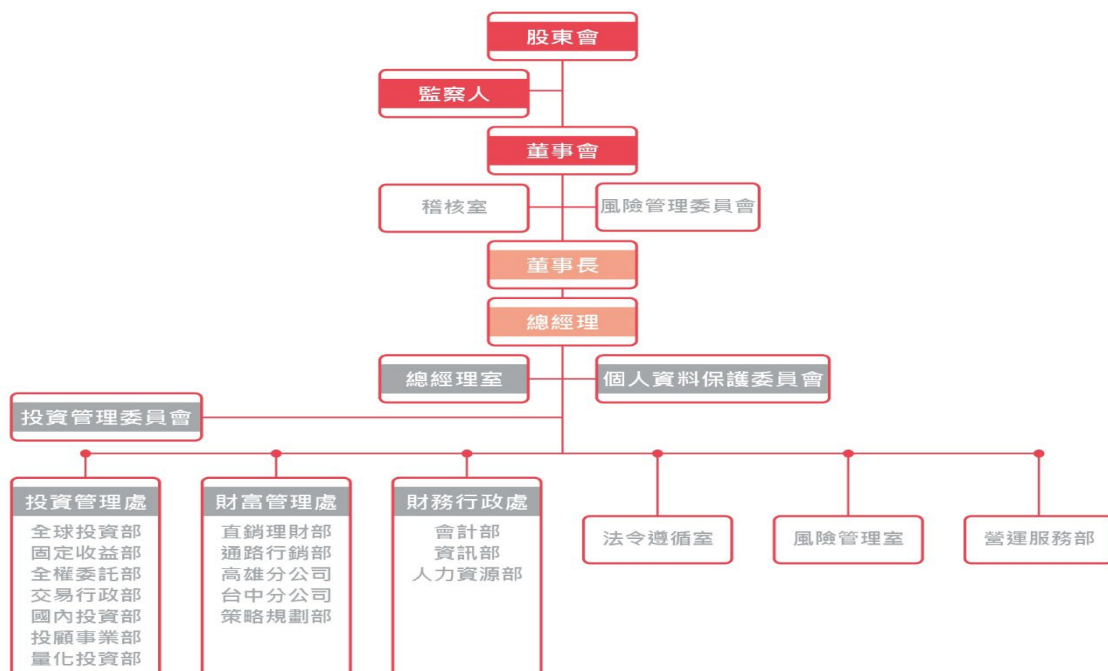 股東會
監察人
董事會
稽核室
風險管理委員會
董事長
總經理
總經理室
個人資料保護委員會
投資管理委員會
投資管理處
全球投資部
固定收益部
全權委託部
交易行政部
國內投資部
投顧事業部
量化投資部
財富管理處
直銷理財部
通路行銷部
高雄分公司
台中分公司
策略規劃部
財務行政處
會計部
資訊部
人力資源部
法令遵循室
風險管理室
營運服務部